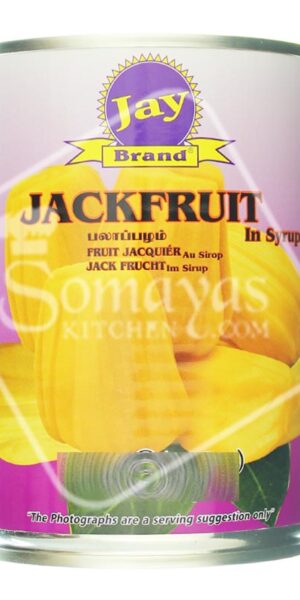 Jay
Brand®
JACKFRUIT
In Syrup
பலாப்பழம்
FRUIT JACQUIÉR Au Sirop
JACK FRUCHT Im Sirup
Somayas
KITCHEN .com
"The Photographs are a serving suggestion only"